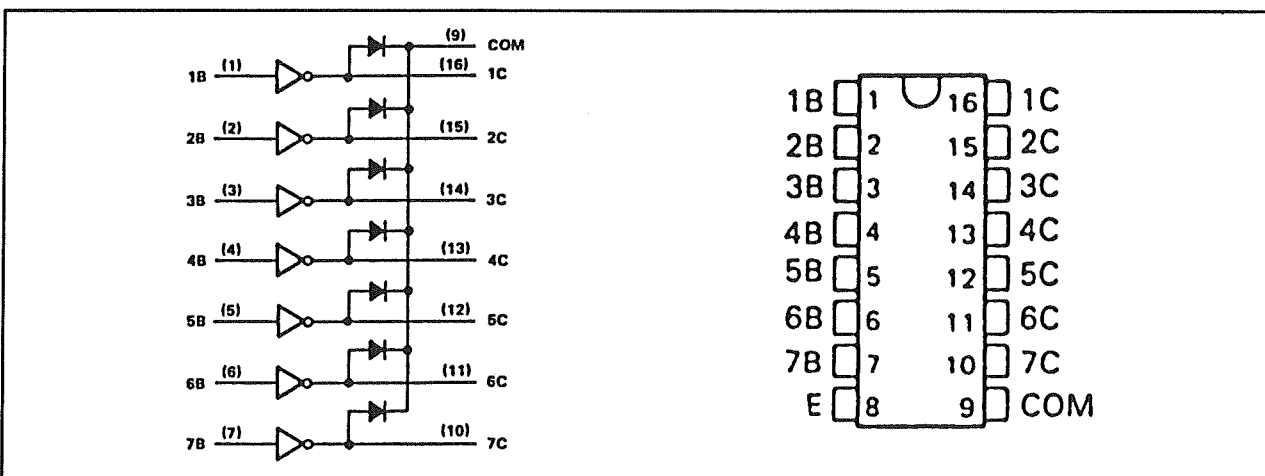 (9) COM
1B (1) (16) 1C
2B (2) (15) 2C
3B (3) (14) 3C
4B (4) (13) 4C
5B (5) (12) 5C
6B (6) (11) 6C
7B (7) (10) 7C
1B 1 16 1C
2B 2 15 2C
3B 3 14 3C
4B 4 13 4C
5B 5 12 5C
6B 6 11 6C
7B 7 10 7C
E 8 9 COM